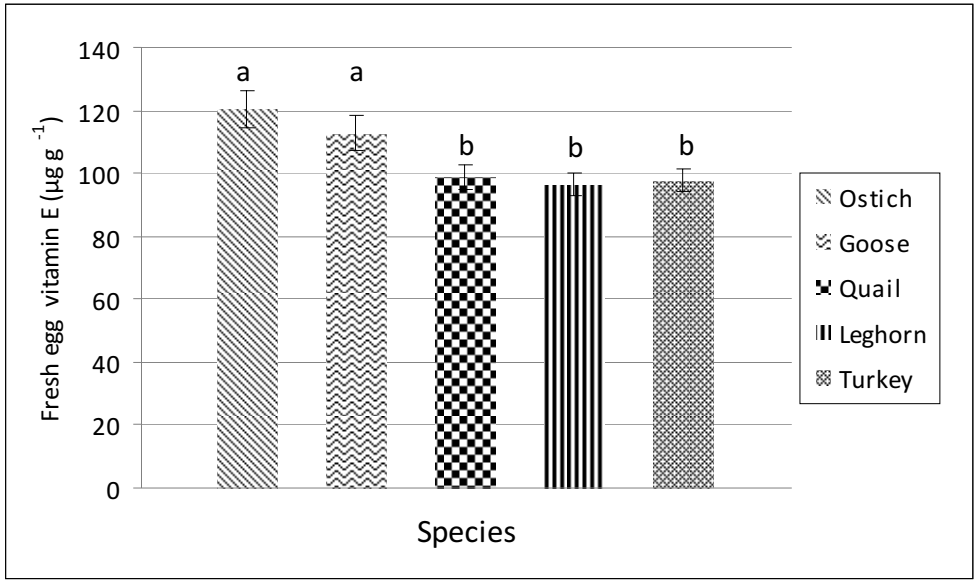 140
120
100
80
60
40
20
0
Fresh egg vitamin E (µg g -1)
a
a
b
b
b
Species
Ostich
Goose
Quail
Leghorn
Turkey